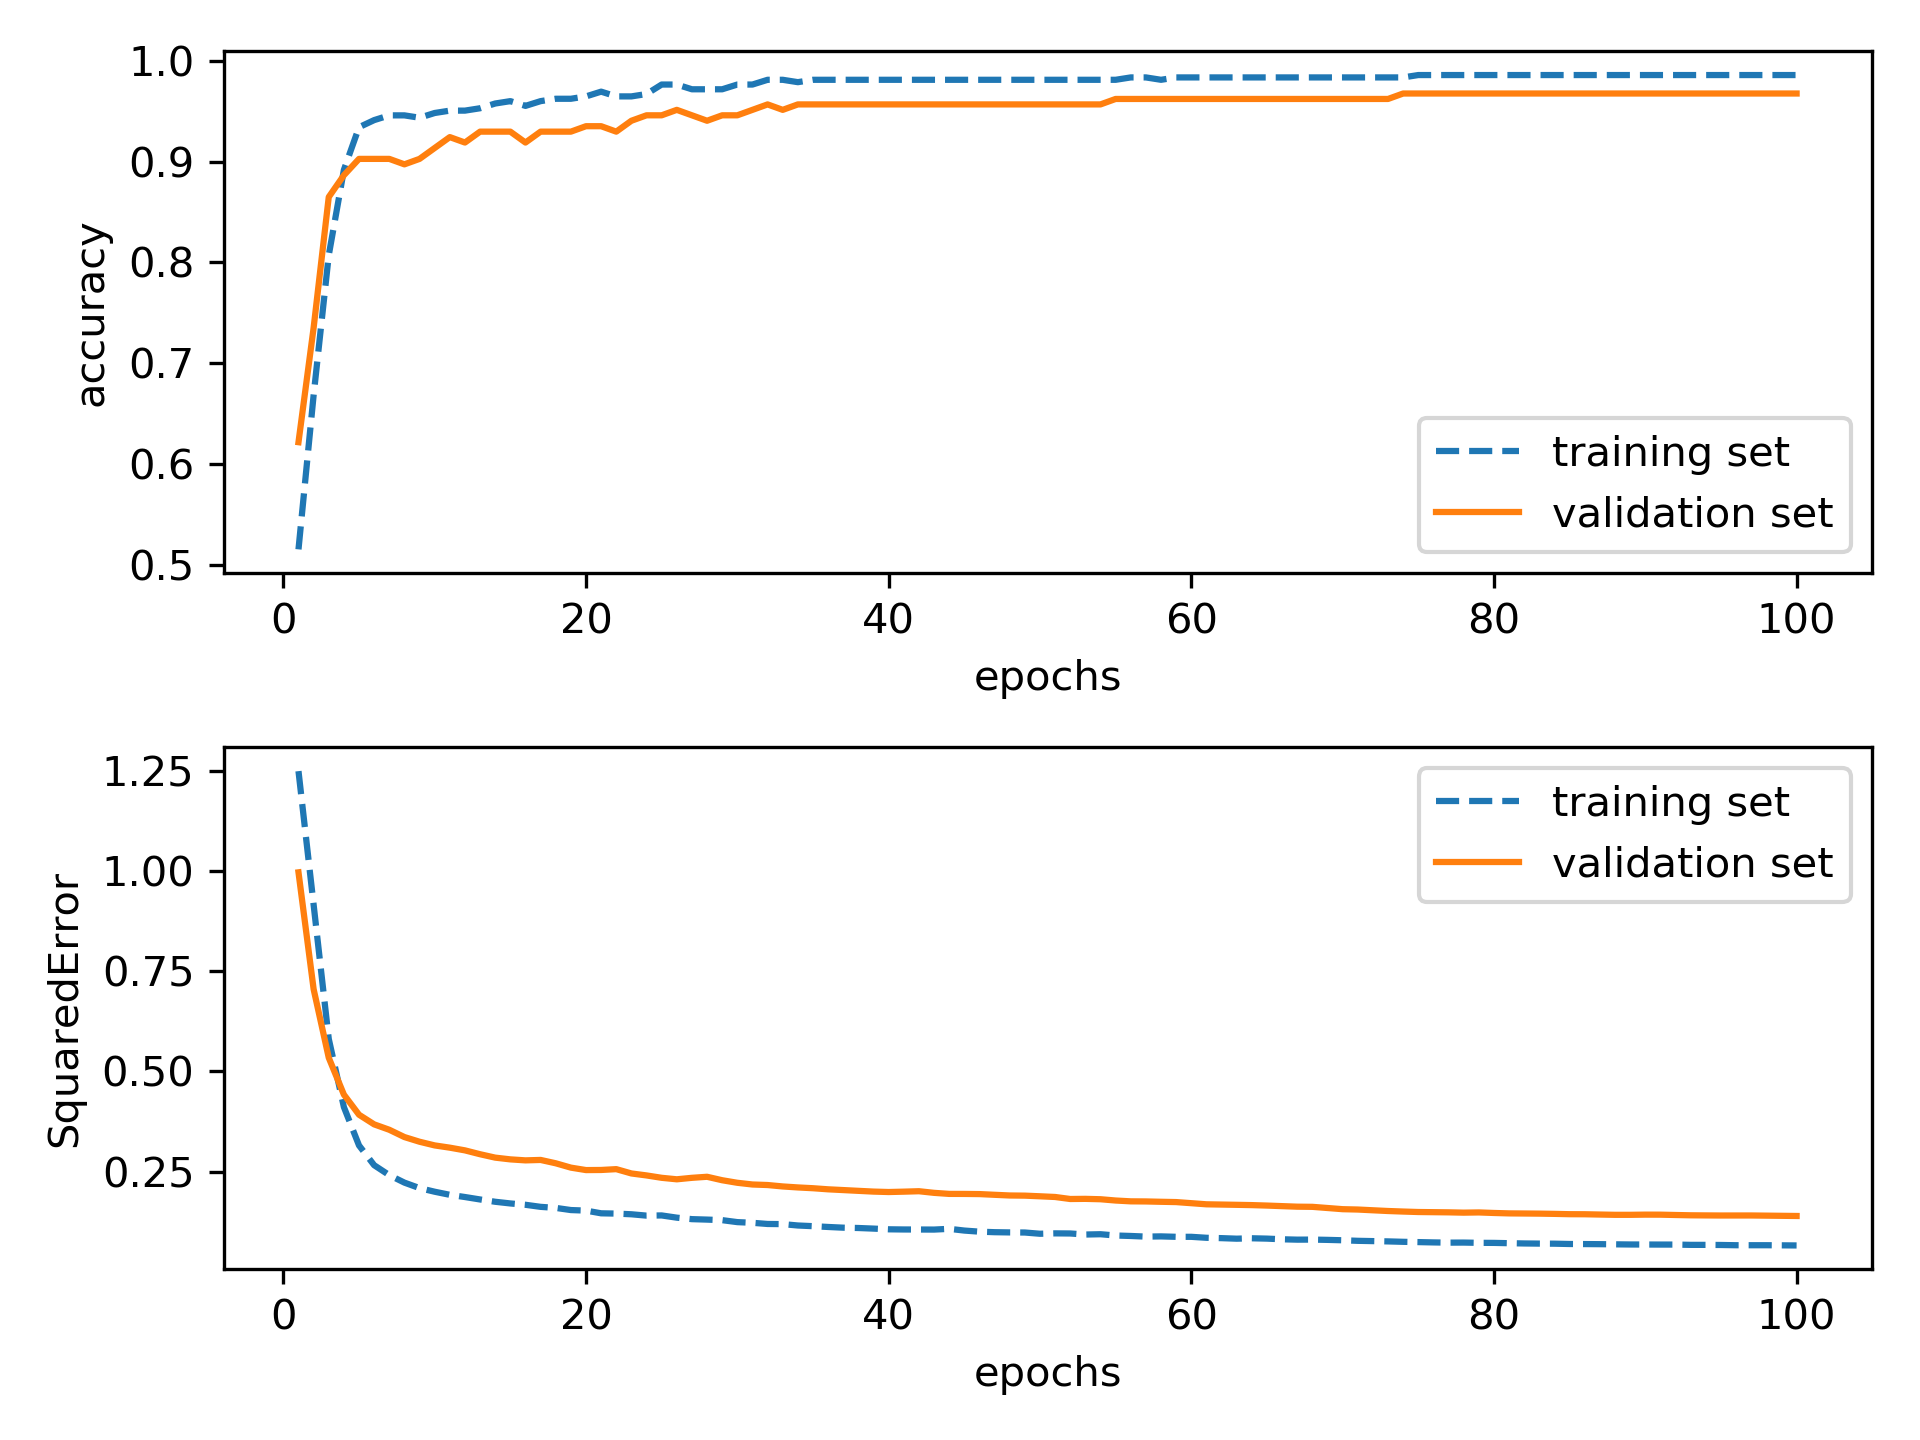 1.0
0.9
0.8
0.7
0.6
0.5
accuracy
training set
validation set
0 20 40 60 80 100
epochs
1.25
1.00
0.75
0.50
0.25
SquaredError
training set
validation set
0 20 40 60 80 100
epochs